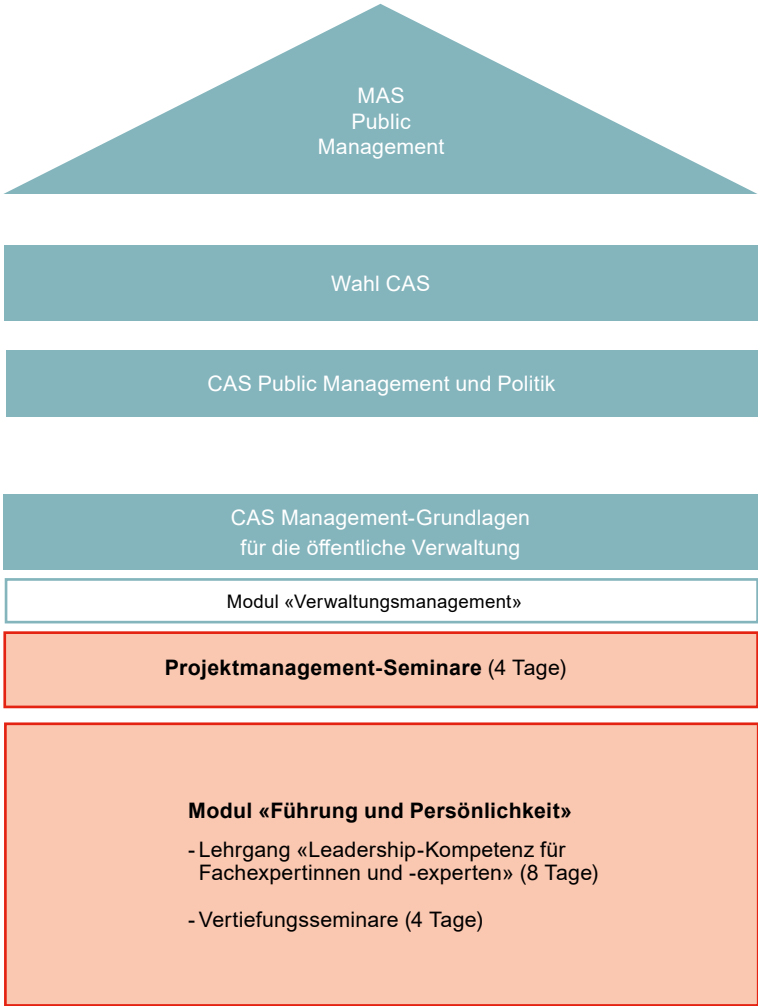 MAS
Public
Management
Wahl CAS
CAS Public Management und Politik
CAS Management-Grundlagen
für die öffentliche Verwaltung
Modul «Verwaltungsmanagement»
Projektmanagement-Seminare (4 Tage)
Modul «Führung und Persönlichkeit»
- Lehrgang «Leadership-Kompetenz für
Fachexpertinnen und -experten» (8 Tage)
- Vertiefungsseminare (4 Tage)